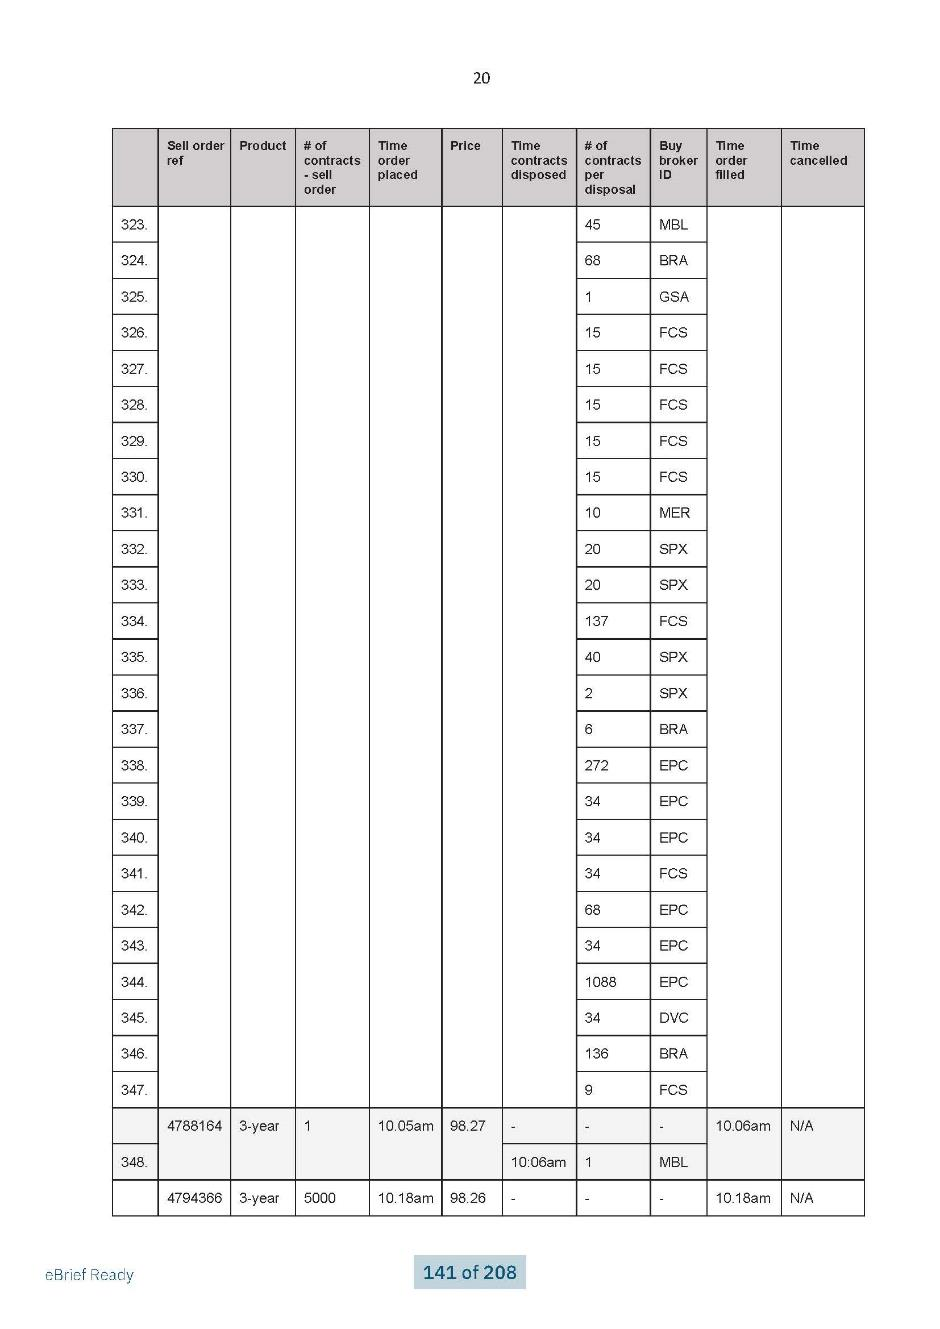 20
Sell order ref | Product | # of contracts - sell order | Time order placed | Price | Time contracts disposed | # of contracts per disposal | Buy broker ID | Time order filled | Time cancelled
323. 45 MBL
324. 68 BRA
325. 1 GSA
326. 15 FCS
327. 15 FCS
328. 15 FCS
329. 15 FCS
330. 15 FCS
331. 10 MER
332. 20 SPX
333. 20 SPX
334. 137 FCS
335. 40 SPX
336. 2 SPX
337. 6 BRA
338. 272 EPC
339. 34 EPC
340. 34 EPC
341. 34 FCS
342. 68 EPC
343. 34 EPC
344. 1088 EPC
345. 34 DVC
346. 136 BRA
347. 9 FCS
4788164 3-year 1 10.05am 98.27 - - - 10.06am N/A
348. 10:06am 1 MBL
4794366 3-year 5000 10.18am 98.26 - - - 10.18am N/A
eBrief Ready
141 of 208